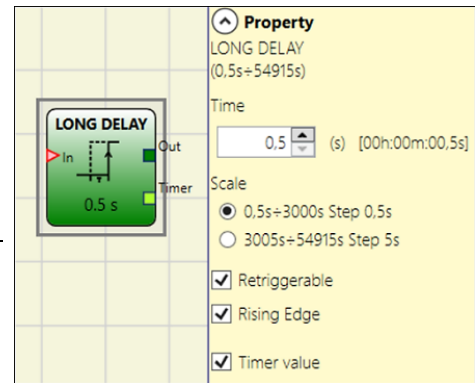 LONG DELAY
In
Out
Timer
0.5 s
Property
LONG DELAY
(0,5s÷54915s)
Time
0,5 (s) [00h:00m:00,5s]
Scale
0,5s÷3000s Step 0,5s
3005s÷54915s Step 5s
Retriggerable
Rising Edge
Timer value